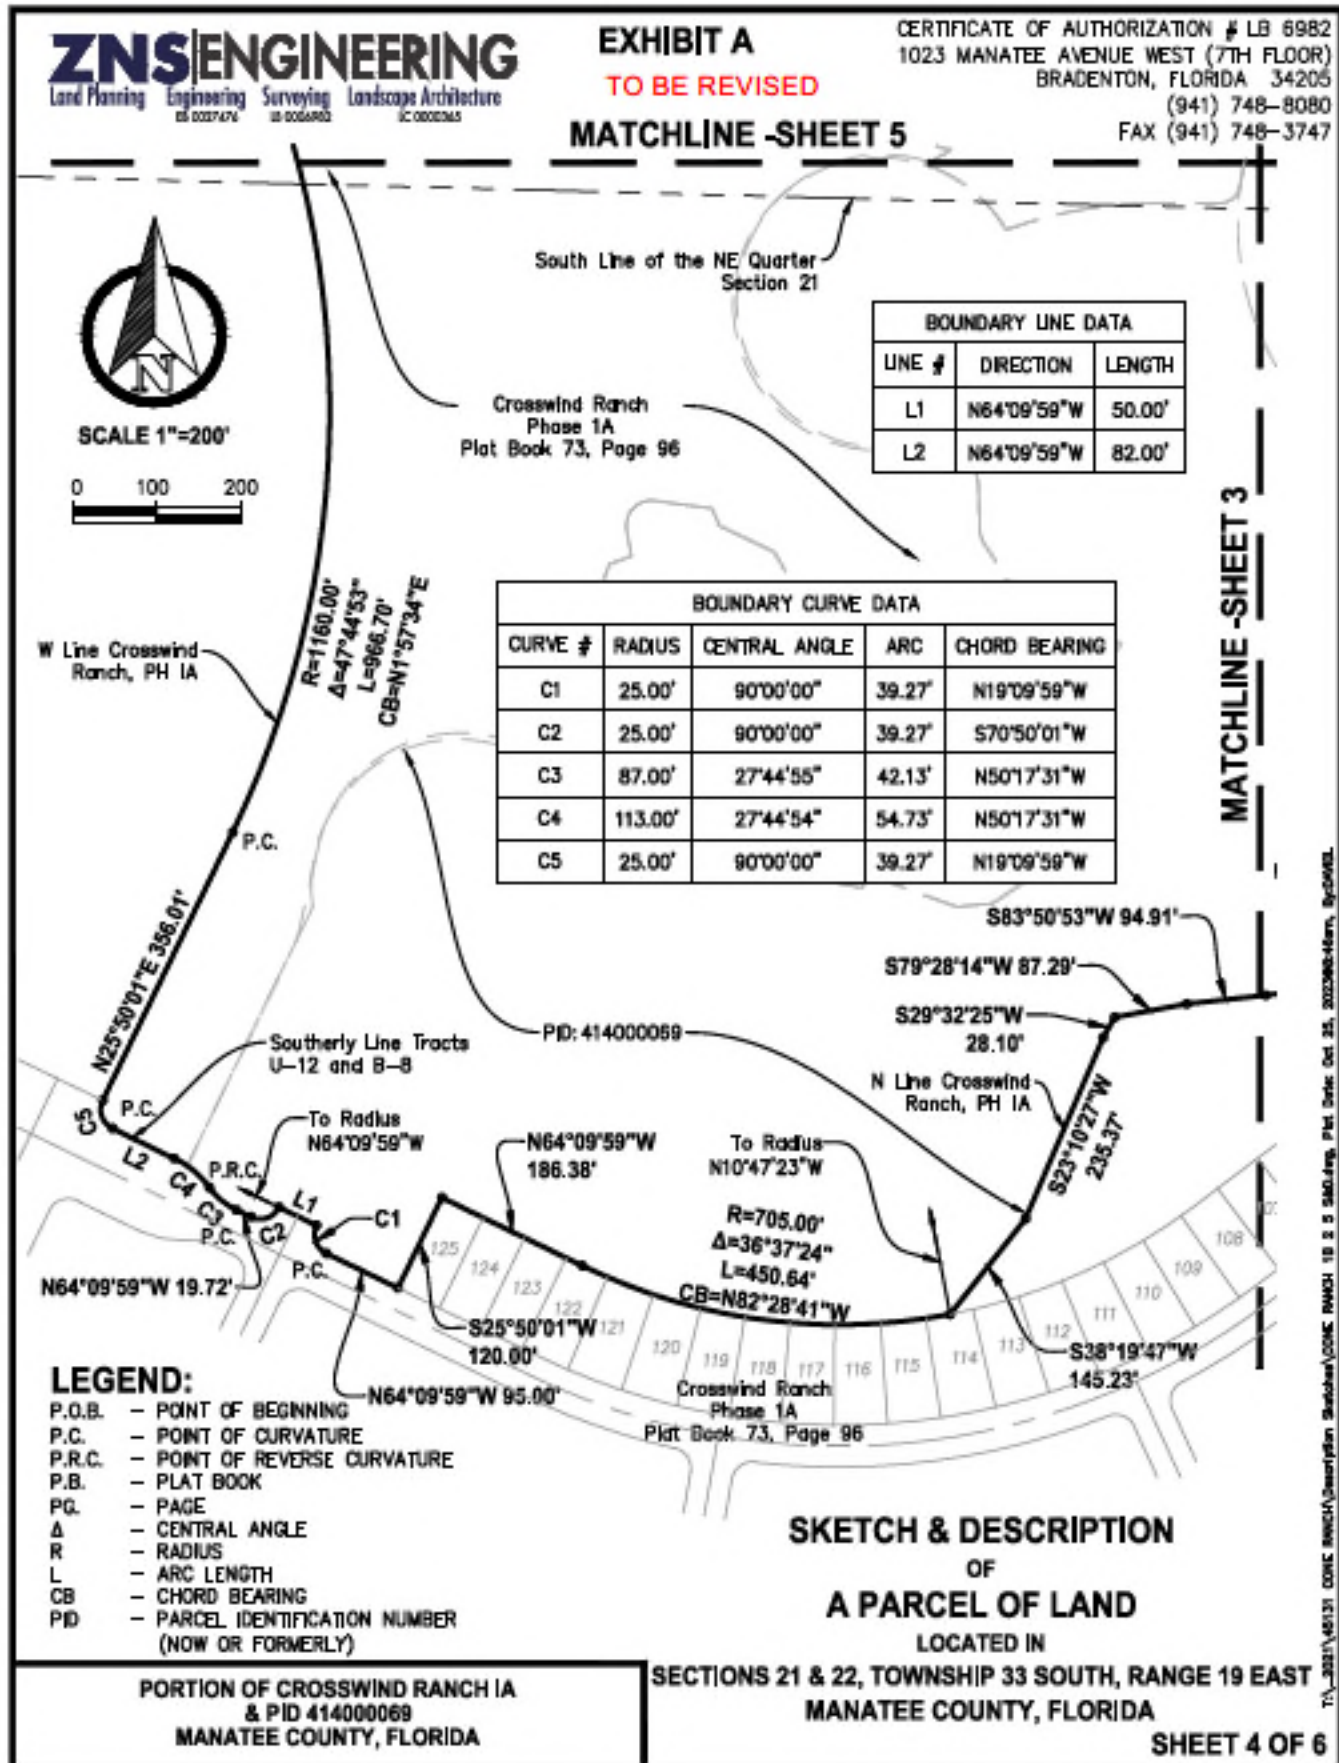 ZNS ENGINEERING
Land Planning Engineering Surveying Landscape Architecture
EB 0027476 LB 0006982 LC 0000365
EXHIBIT A
TO BE REVISED
CERTIFICATE OF AUTHORIZATION # LB 6982
1023 MANATEE AVENUE WEST (7TH FLOOR)
BRADENTON, FLORIDA 34205
(941) 748-8080
FAX (941) 748-3747
MATCHLINE -SHEET 5
South Line of the NE Quarter
Section 21
N
SCALE 1"=200'
0 100 200
BOUNDARY LINE DATA
LINE # DIRECTION LENGTH
L1 N64°09'59"W 50.00'
L2 N64°09'59"W 82.00'
Crosswind Ranch
Phase 1A
Plat Book 73, Page 96
MATCHLINE -SHEET 3
R=1160.00'
Δ=47°44'53"
L=966.70'
CB=N1°57'34"E
W Line Crosswind
Ranch, PH IA
BOUNDARY CURVE DATA
CURVE # RADIUS CENTRAL ANGLE ARC CHORD BEARING
C1 25.00' 90°00'00" 39.27' N19°09'59"W
C2 25.00' 90°00'00" 39.27' S70°50'01"W
C3 87.00' 27°44'55" 42.13' N50°17'31"W
C4 113.00' 27°44'54" 54.73' N50°17'31"W
C5 25.00' 90°00'00" 39.27' N19°09'59"W
P.C.
N25°50'01"E 356.01'
S83°50'53"W 94.91'
S79°28'14"W 87.29'
S29°32'25"W
28.10'
PID: 414000069
Southerly Line Tracts
U-12 and B-8
N Line Crosswind
Ranch, PH IA
S23°10'27"W
235.37'
C5
P.C.
L2
To Radius
N64°09'59"W
N64°09'59"W
186.38'
To Radius
N10°47'23"W
C4
P.R.C.
C3
C2
L1
C1
P.C.
P.C.
R=705.00'
Δ=36°37'24"
L=450.64'
CB=N82°28'41"W
N64°09'59"W 19.72'
S25°50'01"W
120.00'
N64°09'59"W 95.00'
S38°19'47"W
145.23'
125
124
123
122
121
120
119
118
117
116
115
114
113
112
111
110
109
108
Crosswind Ranch
Phase 1A
Plat Book 73, Page 96
LEGEND:
P.O.B. – POINT OF BEGINNING
P.C. – POINT OF CURVATURE
P.R.C. – POINT OF REVERSE CURVATURE
P.B. – PLAT BOOK
PG. – PAGE
Δ – CENTRAL ANGLE
R – RADIUS
L – ARC LENGTH
CB – CHORD BEARING
PID – PARCEL IDENTIFICATION NUMBER
(NOW OR FORMERLY)
SKETCH & DESCRIPTION
OF
A PARCEL OF LAND
LOCATED IN
SECTIONS 21 & 22, TOWNSHIP 33 SOUTH, RANGE 19 EAST
MANATEE COUNTY, FLORIDA
SHEET 4 OF 6
PORTION OF CROSSWIND RANCH IA
& PID 414000069
MANATEE COUNTY, FLORIDA